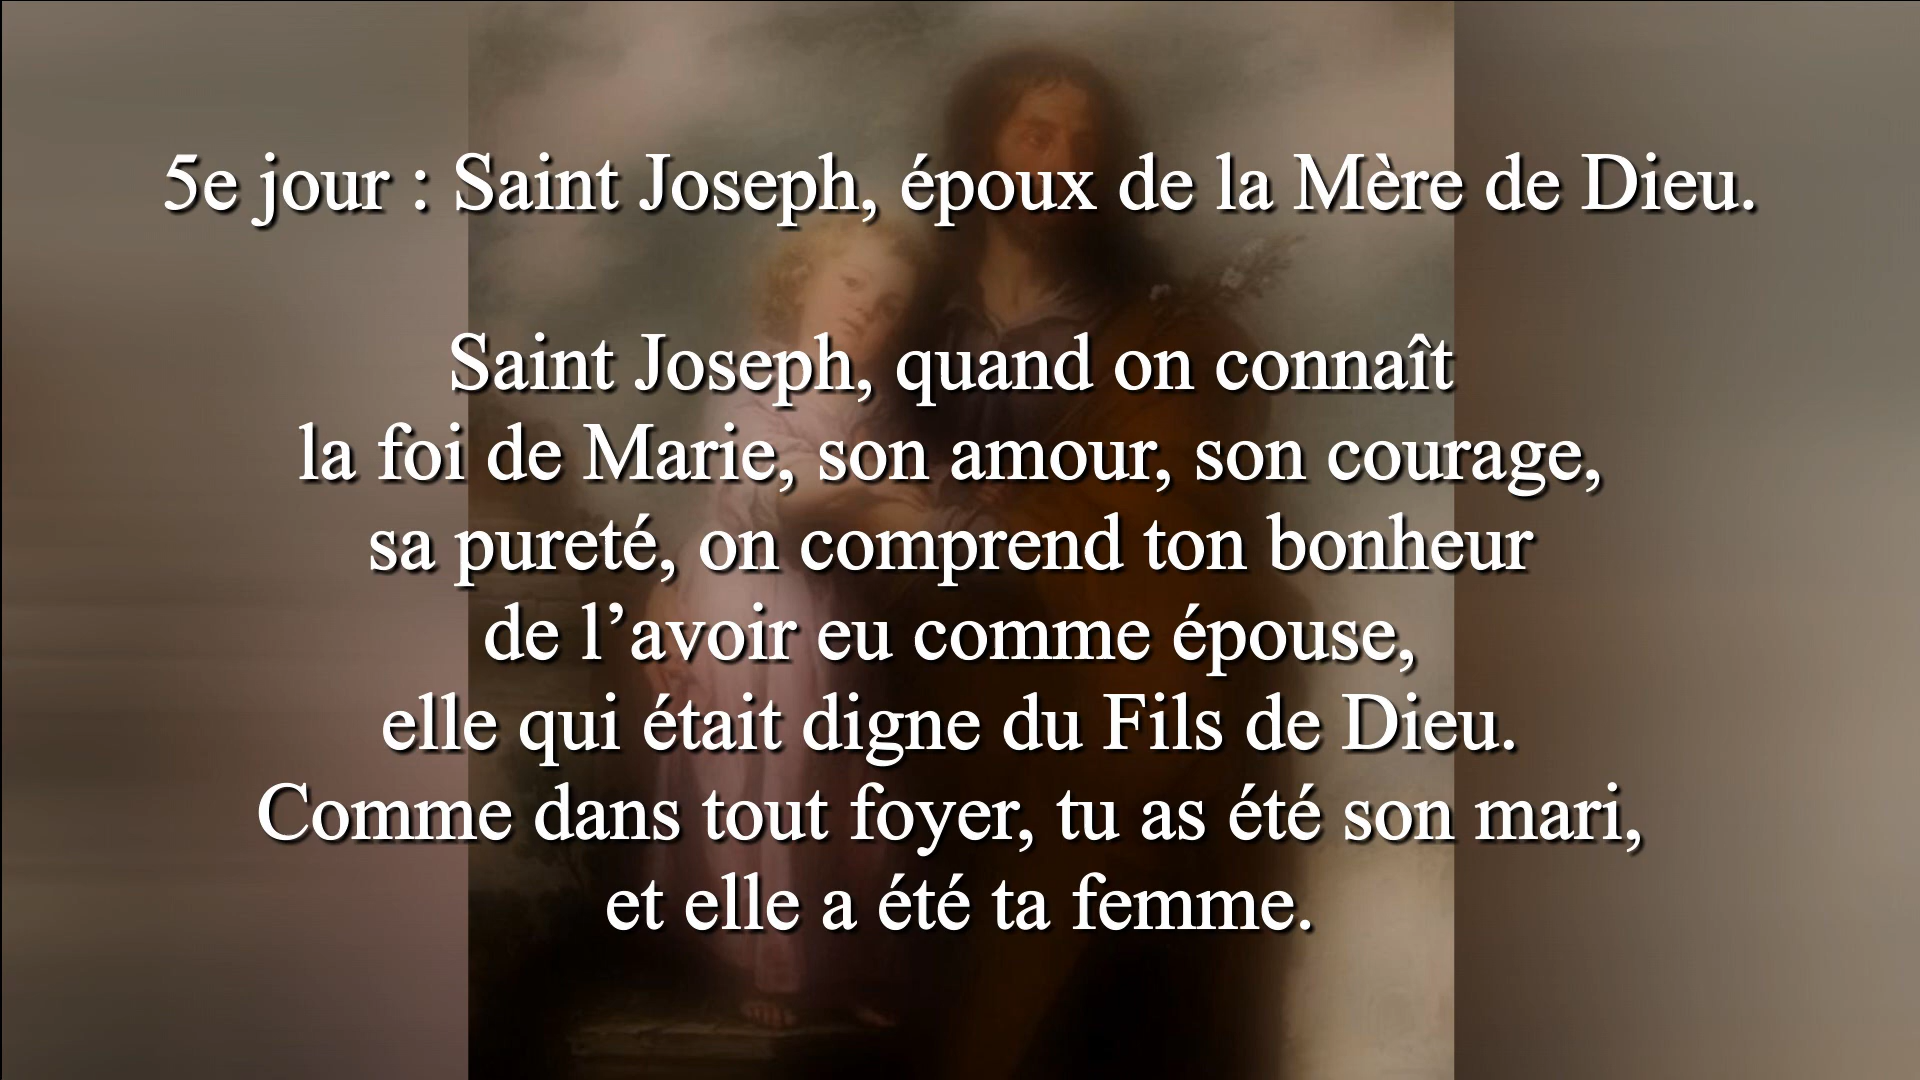 5e jour : Saint Joseph, époux de la Mère de Dieu.
Saint Joseph, quand on connaît
la foi de Marie, son amour, son courage,
sa pureté, on comprend ton bonheur
de l’avoir eu comme épouse,
elle qui était digne du Fils de Dieu.
Comme dans tout foyer, tu as été son mari,
et elle a été ta femme.